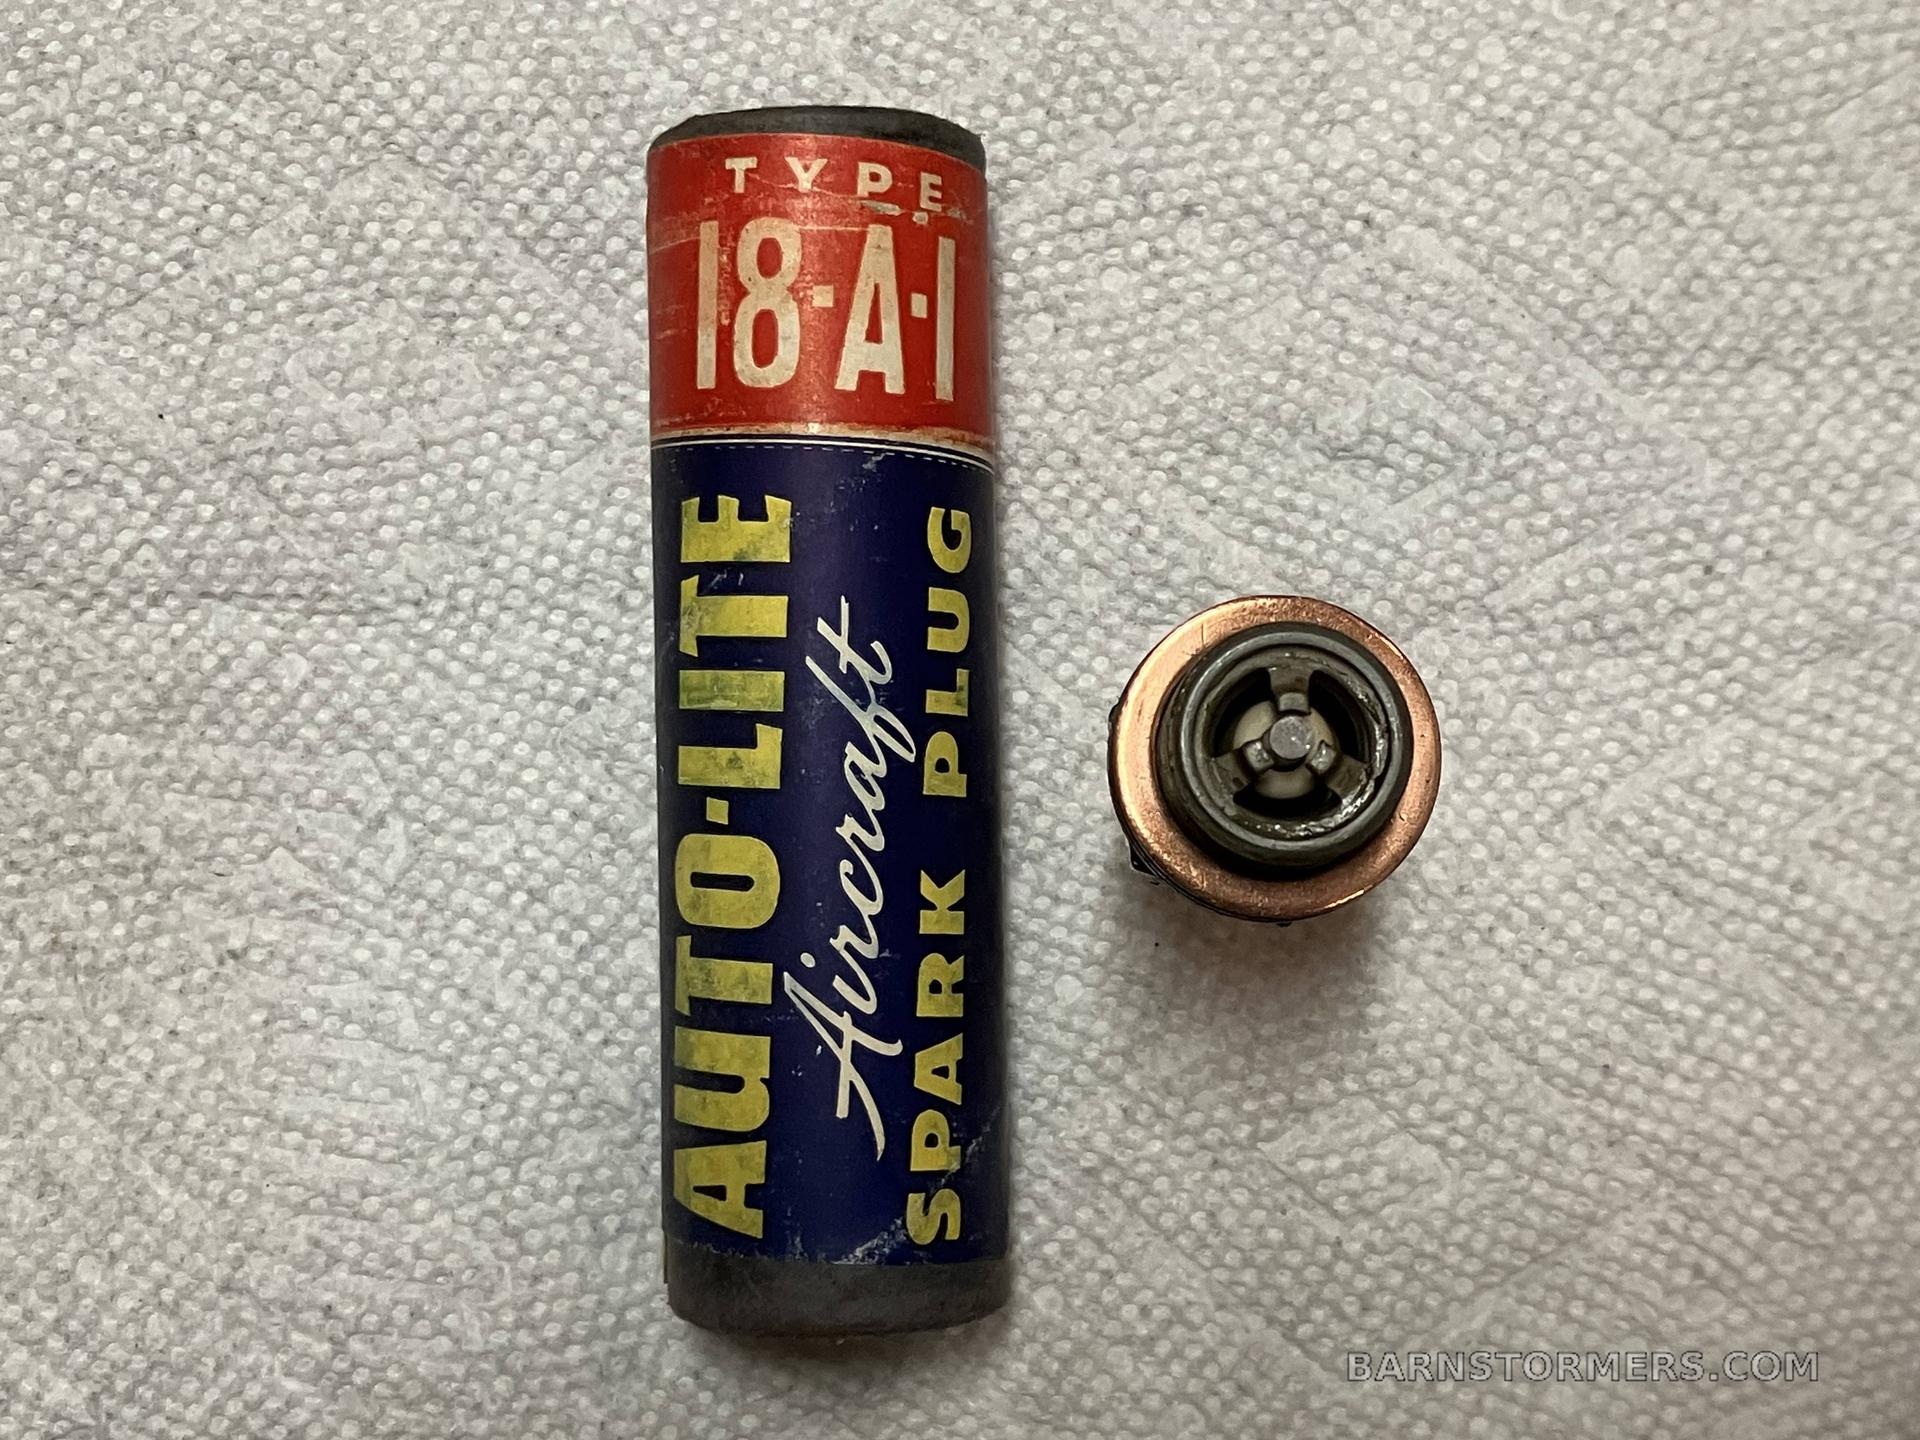 TYPE
18-A-1
AUTO-LITE
Aircraft
SPARK PLUG
BARNSTORMERS.COM